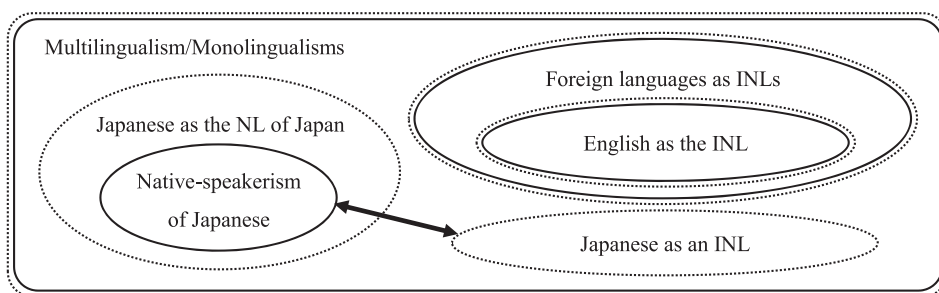 Multilingualism/Monolingualisms
Japanese as the NL of Japan
Native-speakerism
of Japanese
Foreign languages as INLs
English as the INL
Japanese as an INL